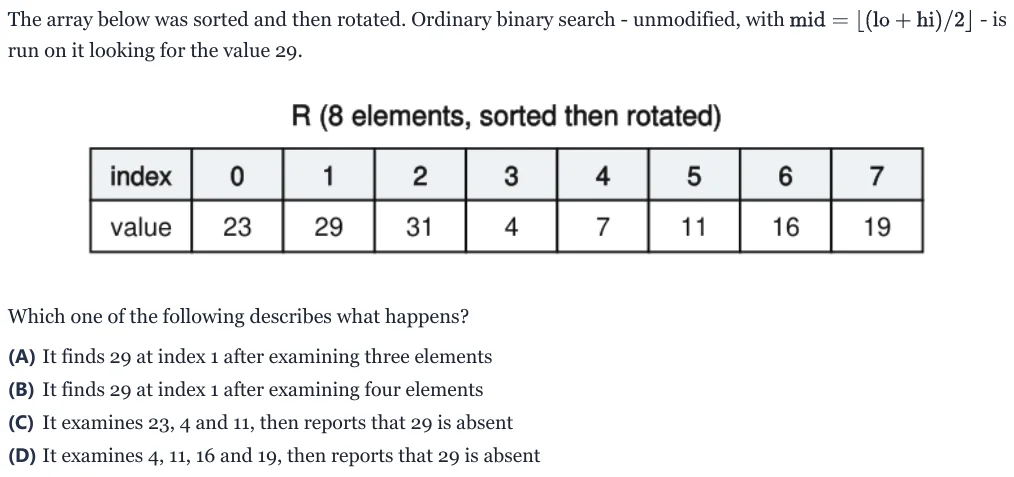 The array below was sorted and then rotated. Ordinary binary search - unmodified, with mid = ⌊(lo + hi)/2⌋ - is
run on it looking for the value 29.
R (8 elements, sorted then rotated)
index 0 1 2 3 4 5 6 7
value 23 29 31 4 7 11 16 19
Which one of the following describes what happens?
(A) It finds 29 at index 1 after examining three elements
(B) It finds 29 at index 1 after examining four elements
(C) It examines 23, 4 and 11, then reports that 29 is absent
(D) It examines 4, 11, 16 and 19, then reports that 29 is absent